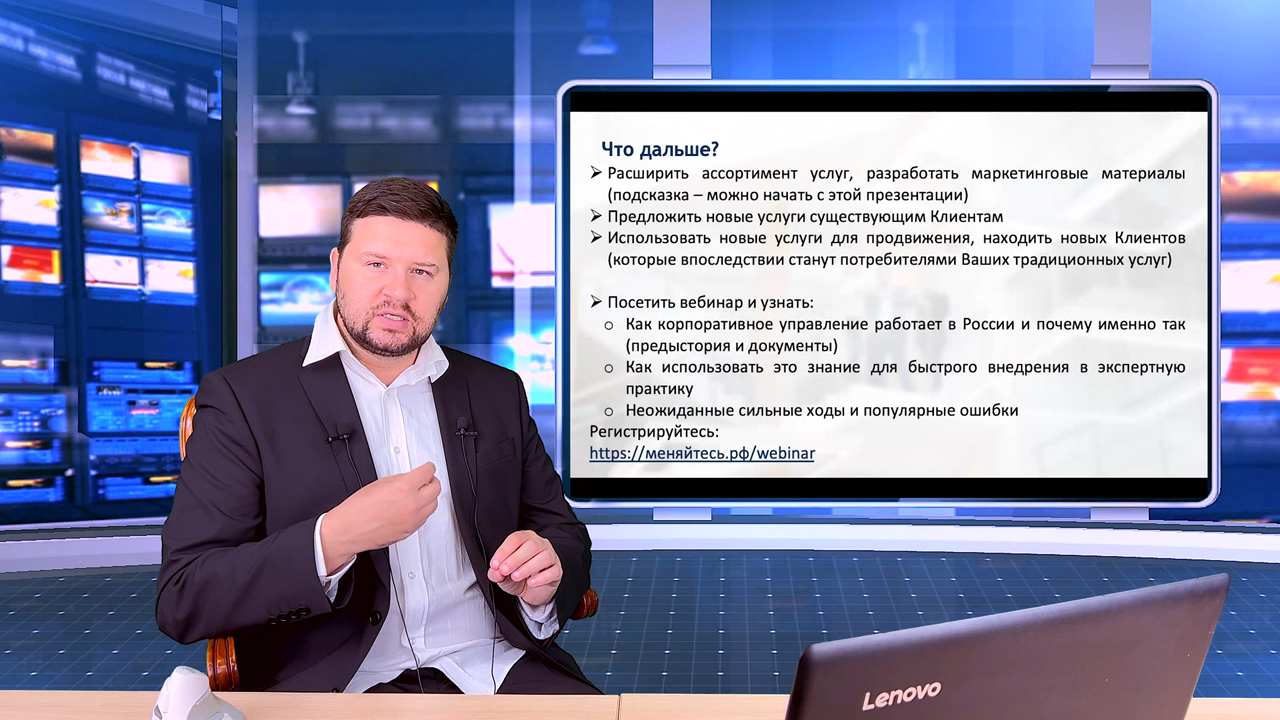 Что дальше?
➢ Расширить ассортимент услуг, разработать маркетинговые материалы
(подсказка – можно начать с этой презентации)
➢ Предложить новые услуги существующим Клиентам
➢ Использовать новые услуги для продвижения, находить новых Клиентов
(которые впоследствии станут потребителями Ваших традиционных услуг)
➢ Посетить вебинар и узнать:
o Как корпоративное управление работает в России и почему именно так
(предыстория и документы)
o Как использовать это знание для быстрого внедрения в экспертную
практику
o Неожиданные сильные ходы и популярные ошибки
Регистрируйтесь:
https://меняйтесь.рф/webinar
Lenovo